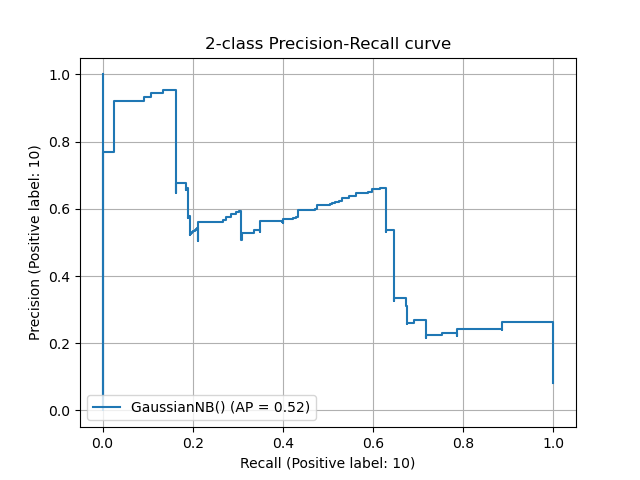 2-class Precision-Recall curve
Precision (Positive label: 10)
1.0
0.8
0.6
0.4
0.2
0.0
GaussianNB() (AP = 0.52)
0.0 0.2 0.4 0.6 0.8 1.0
Recall (Positive label: 10)